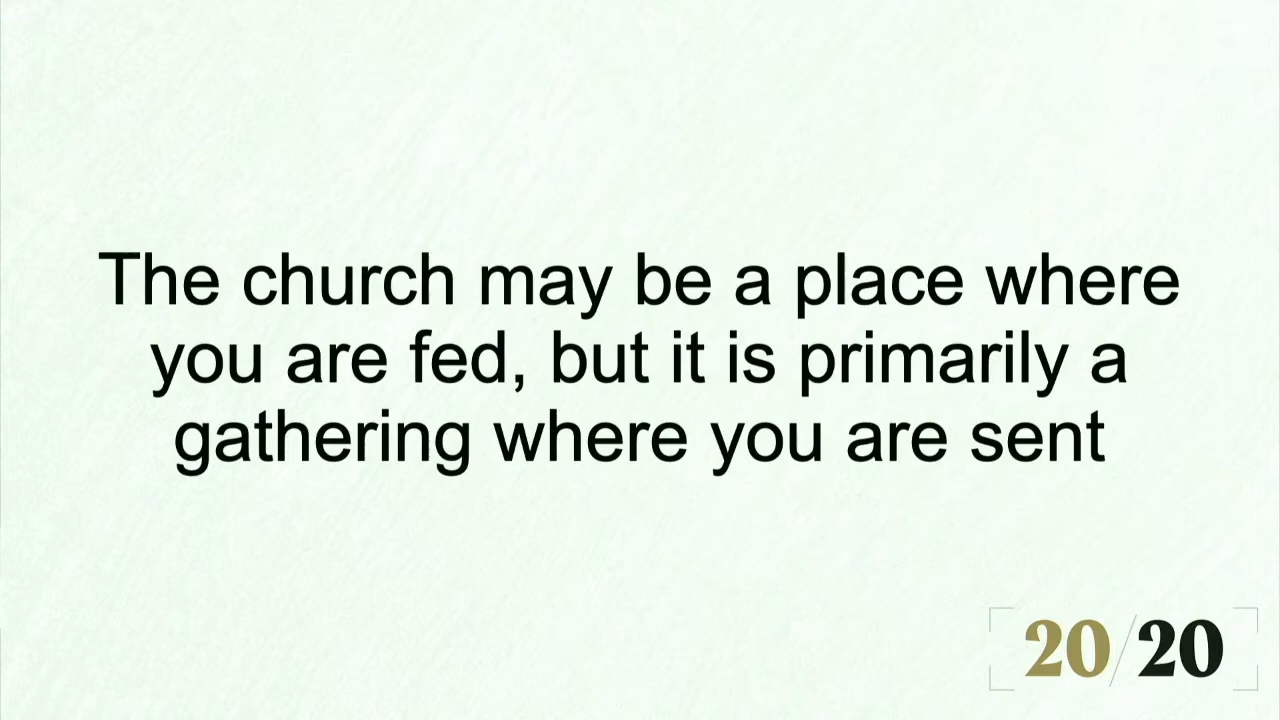 The church may be a place where
you are fed, but it is primarily a
gathering where you are sent
20/20